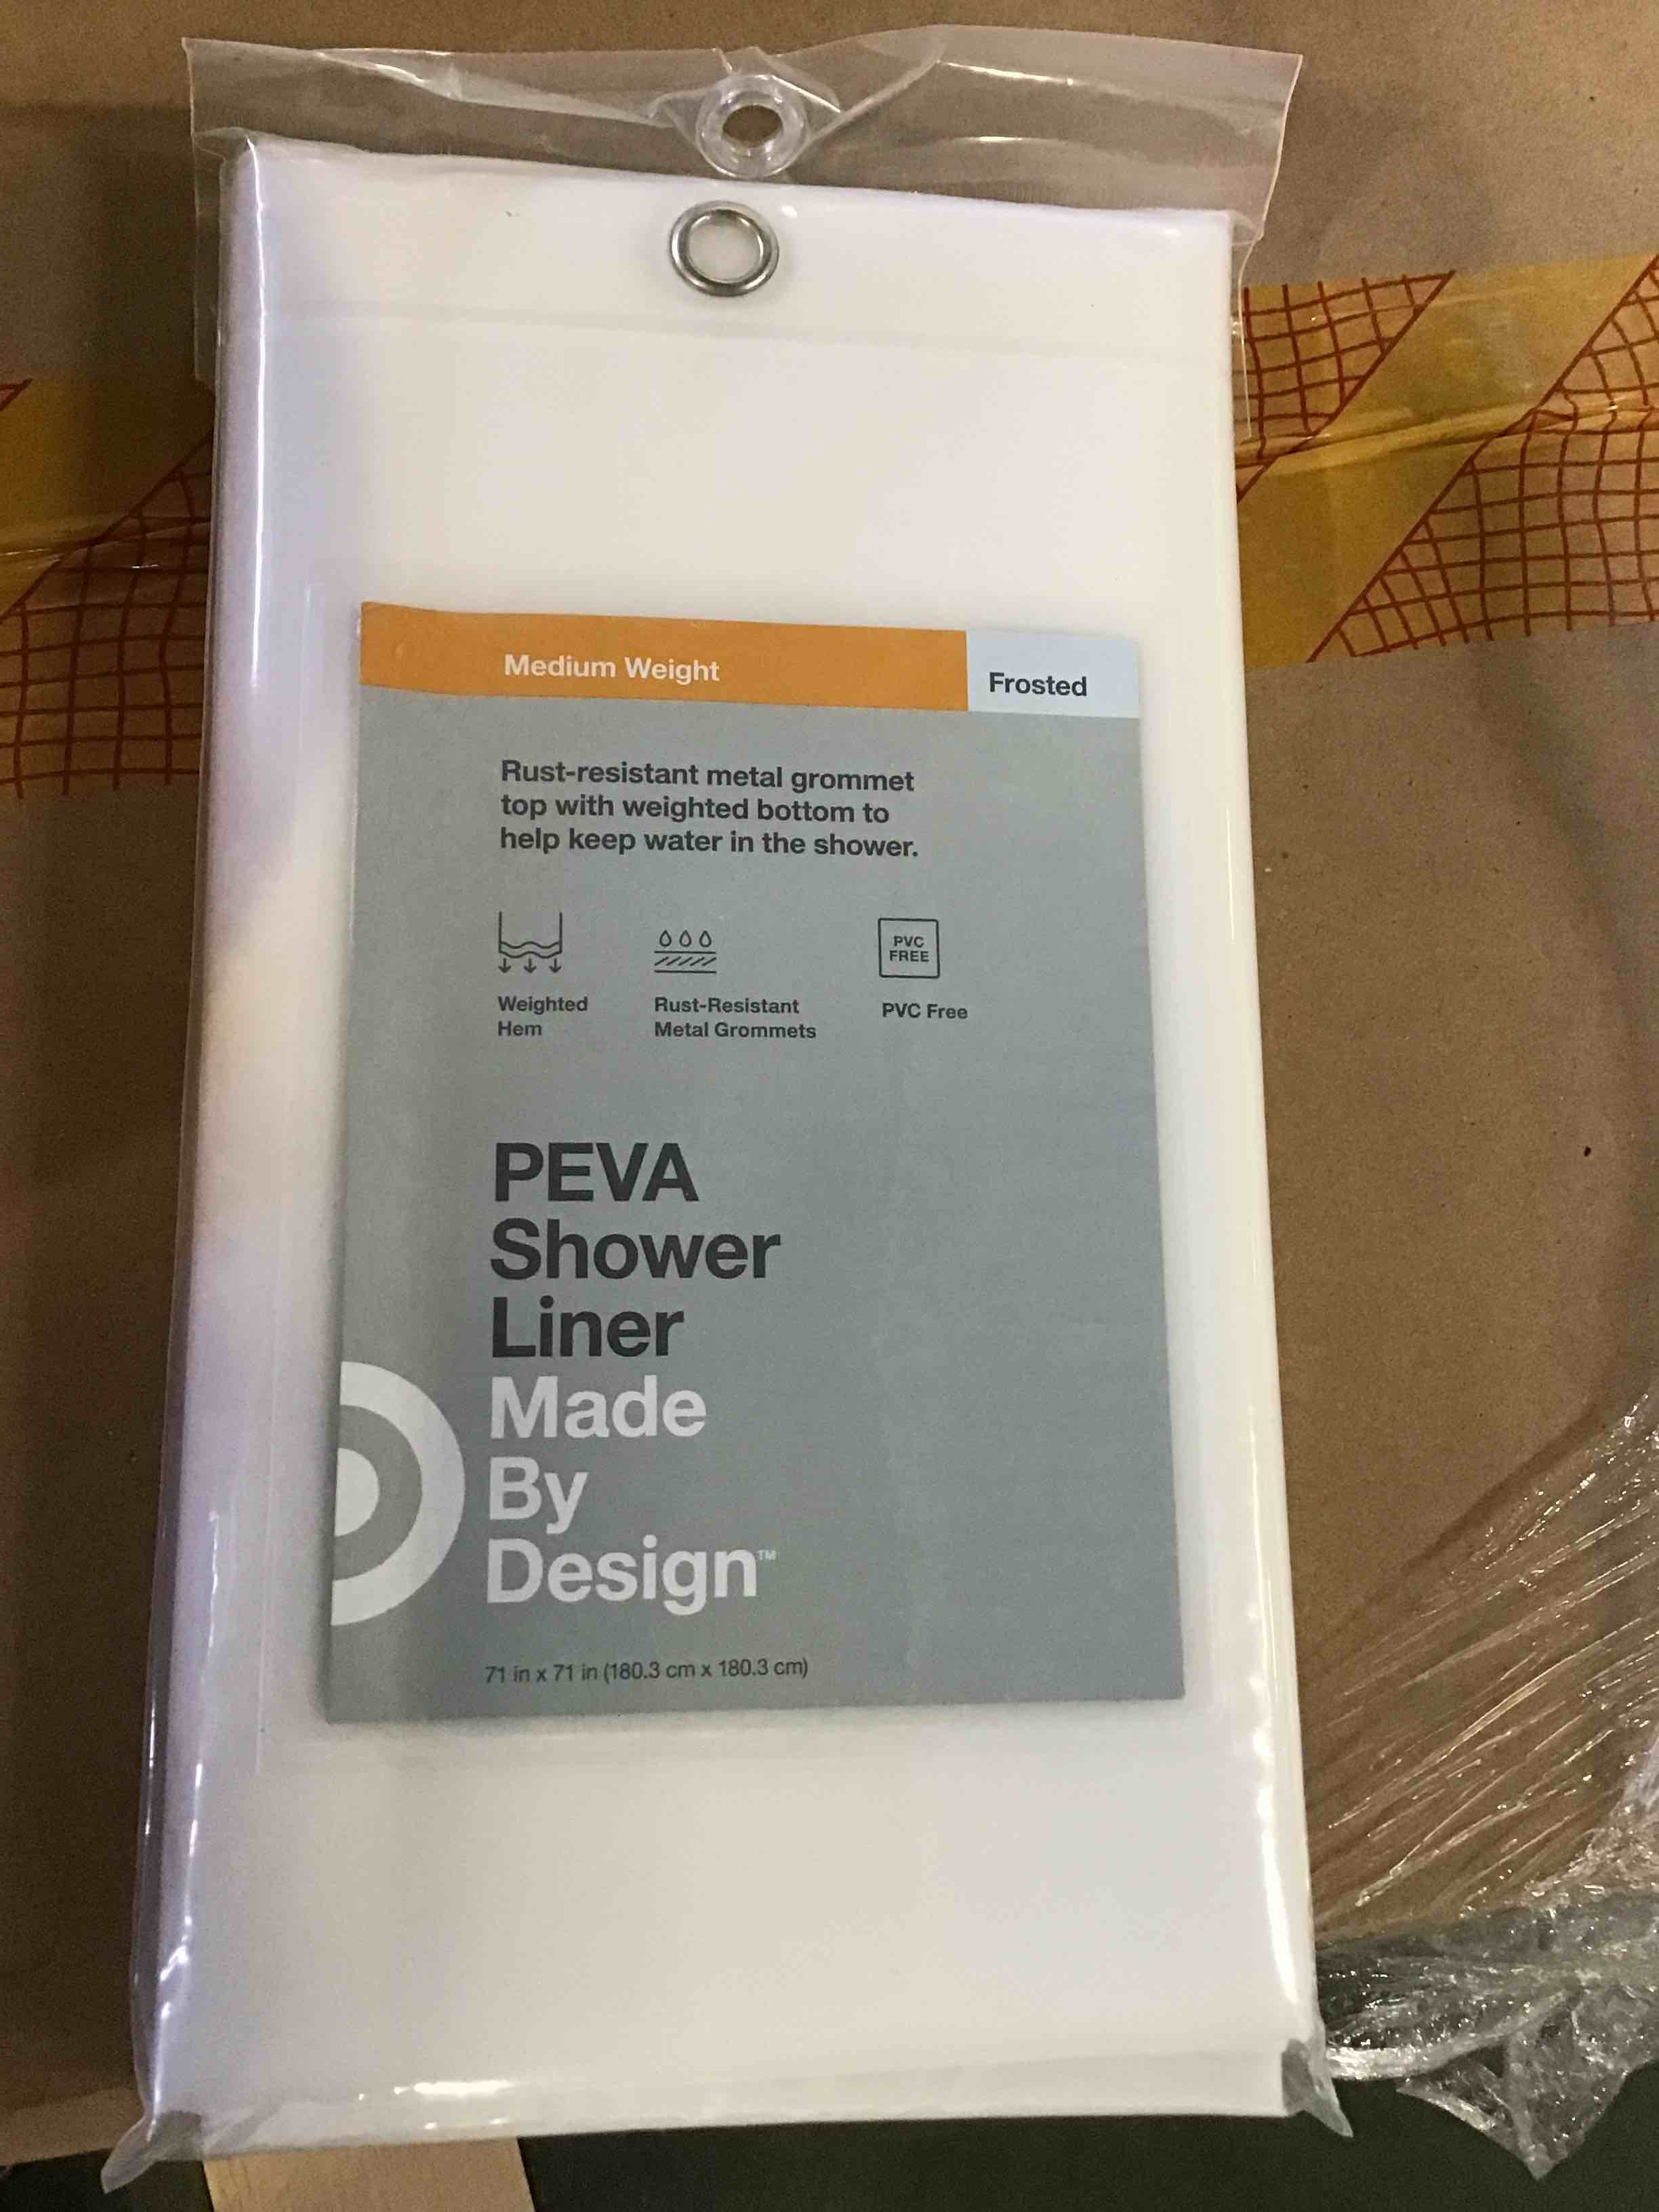 Medium Weight
Frosted
Rust-resistant metal grommet
top with weighted bottom to
help keep water in the shower.
PVC
FREE
Weighted
Hem
Rust-Resistant
Metal Grommets
PVC Free
PEVA
Shower
Liner
Made
By
Design™
71 in x 71 in (180.3 cm x 180.3 cm)